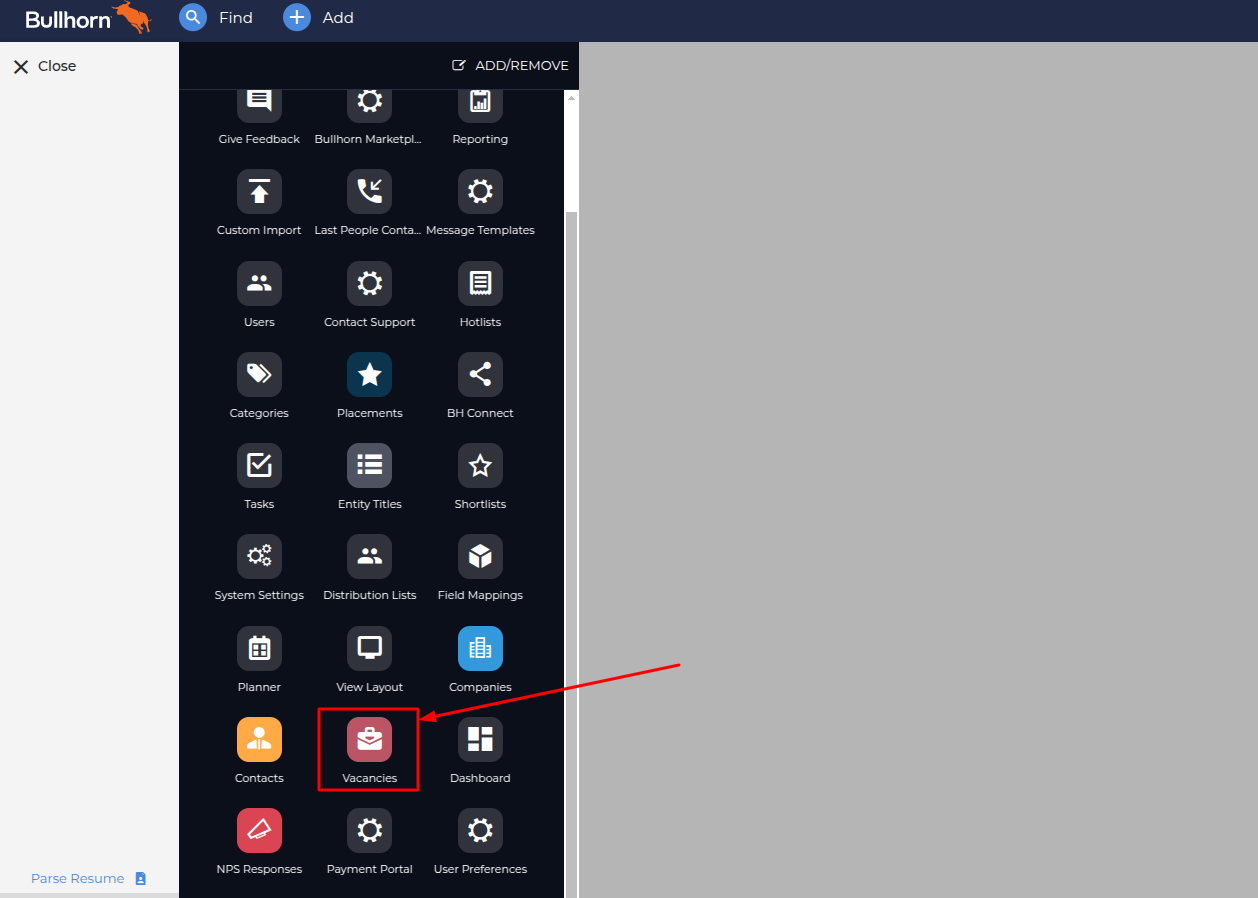 Bullhorn Find Add
Close
ADD/REMOVE
Give Feedback Bullhorn Marketpl... Reporting
Custom Import Last People Conta... Message Templates
Users Contact Support Hotlists
Categories Placements BH Connect
Tasks Entity Titles Shortlists
System Settings Distribution Lists Field Mappings
Planner View Layout Companies
Contacts Vacancies Dashboard
NPS Responses Payment Portal User Preferences
Parse Resume